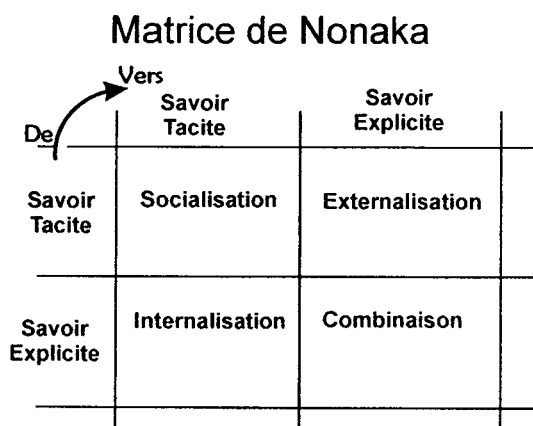 Matrice de Nonaka
Vers
De
Savoir
Tacite
Savoir
Explicite
Savoir
Tacite
Socialisation
Externalisation
Savoir
Explicite
Internalisation
Combinaison